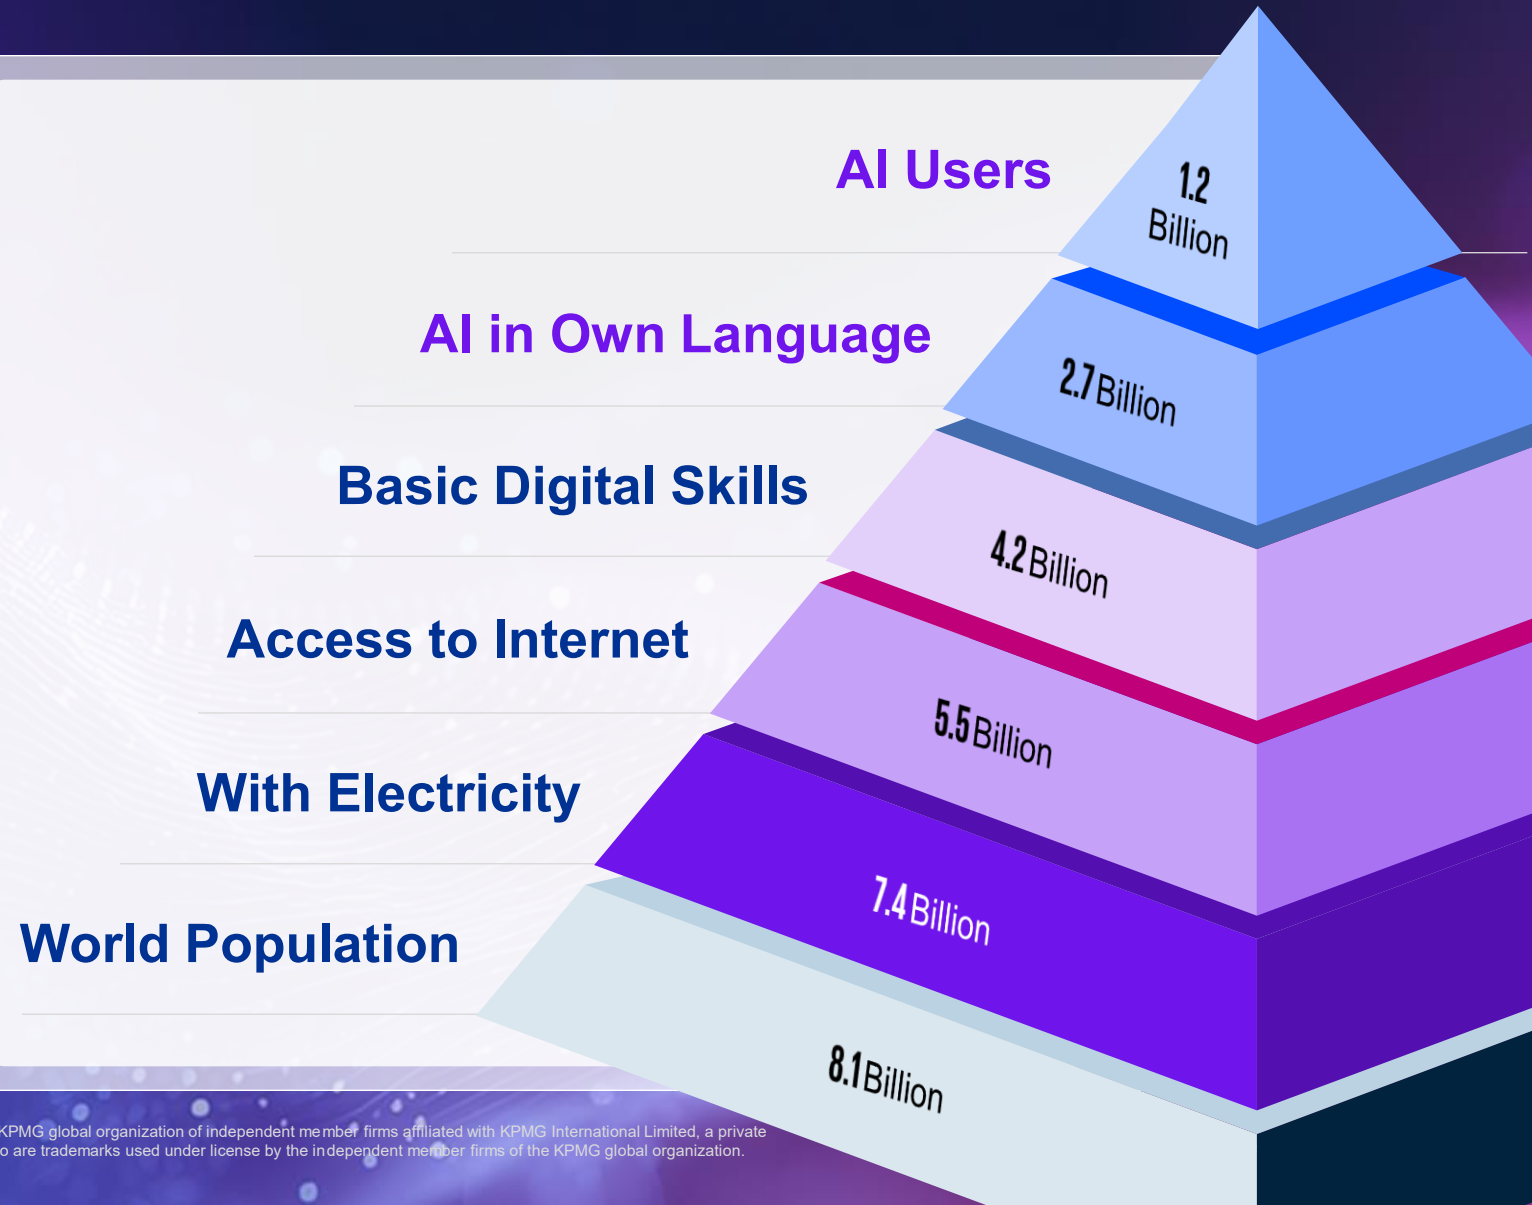 AI Users
1.2
Billion
AI in Own Language
2.7 Billion
Basic Digital Skills
4.2 Billion
Access to Internet
5.5 Billion
With Electricity
7.4 Billion
World Population
8.1 Billion
KPMG global organization of independent member firms affiliated with KPMG International Limited, a private
o are trademarks used under license by the independent member firms of the KPMG global organization.